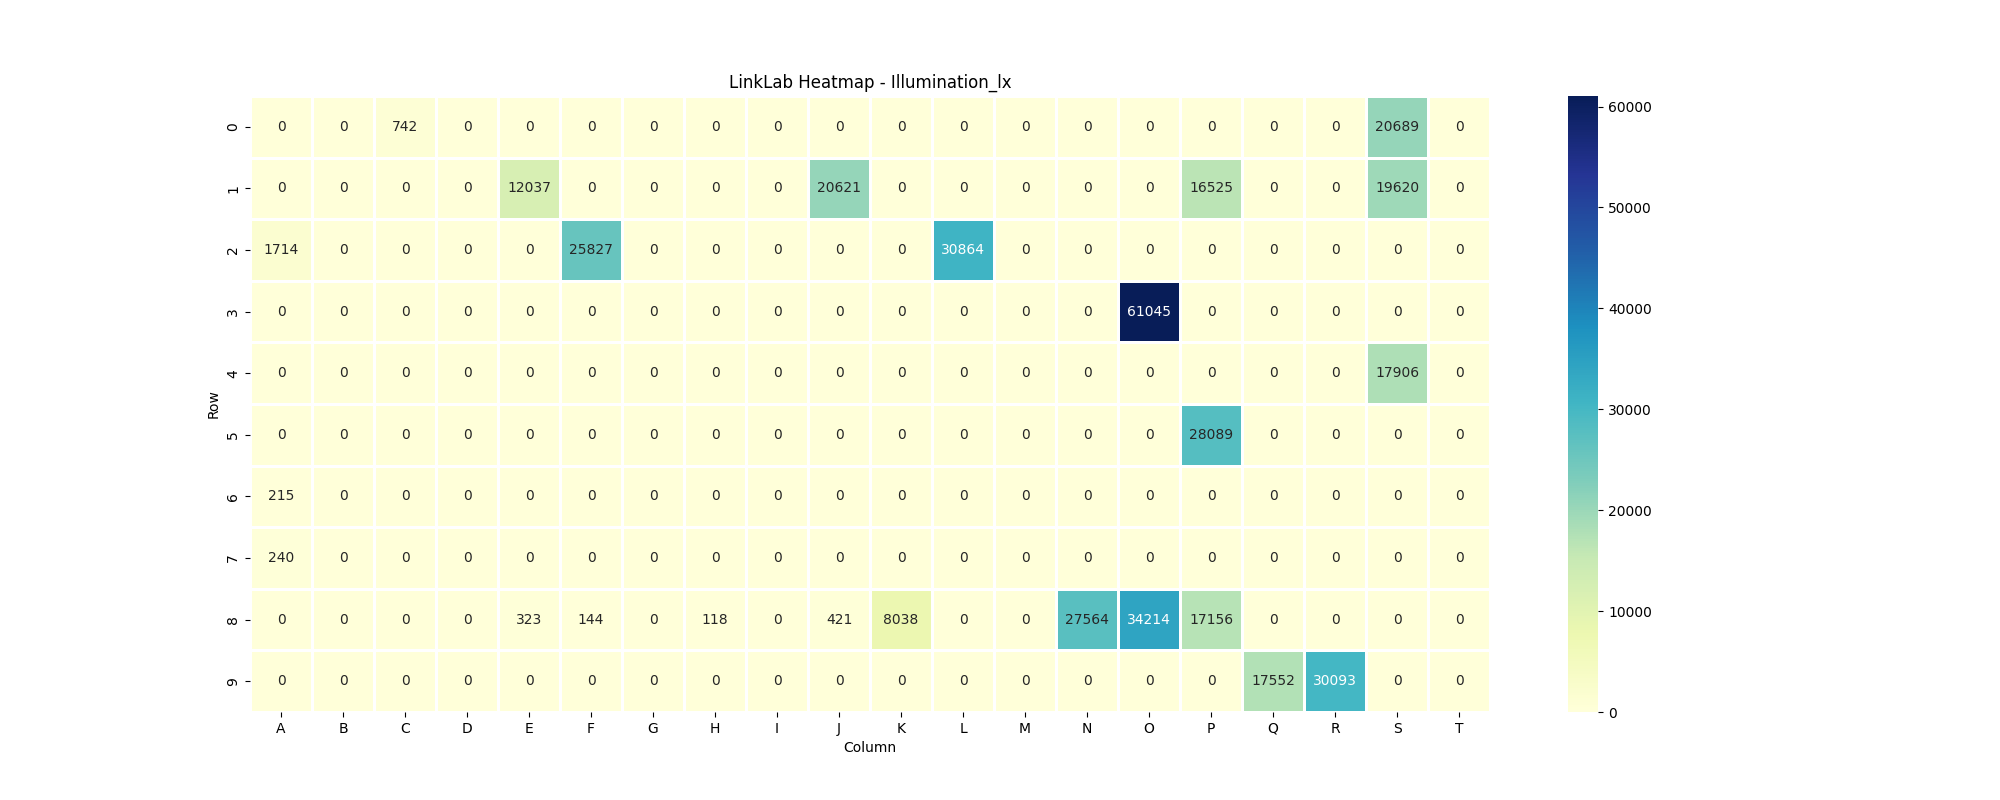 LinkLab Heatmap - Illumination_lx
0 0 0 742 0 0 0 0 0 0 0 0 0 0 0 0 0 0 0 20689 0
1 0 0 0 0 12037 0 0 0 0 20621 0 0 0 0 0 16525 0 0 19620 0
2 1714 0 0 0 0 25827 0 0 0 0 0 30864 0 0 0 0 0 0 0 0
3 0 0 0 0 0 0 0 0 0 0 0 0 0 0 61045 0 0 0 0 0
4 0 0 0 0 0 0 0 0 0 0 0 0 0 0 0 0 0 0 17906 0
5 0 0 0 0 0 0 0 0 0 0 0 0 0 0 0 28089 0 0 0 0
6 215 0 0 0 0 0 0 0 0 0 0 0 0 0 0 0 0 0 0 0
7 240 0 0 0 0 0 0 0 0 0 0 0 0 0 0 0 0 0 0 0
8 0 0 0 0 323 144 0 118 0 421 8038 0 0 27564 34214 17156 0 0 0 0
9 0 0 0 0 0 0 0 0 0 0 0 0 0 0 0 0 17552 30093 0 0
A B C D E F G H I J K L M N O P Q R S T
Column
Row
60000
50000
40000
30000
20000
10000
0